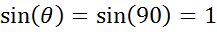 sin(θ) = sin(90) = 1